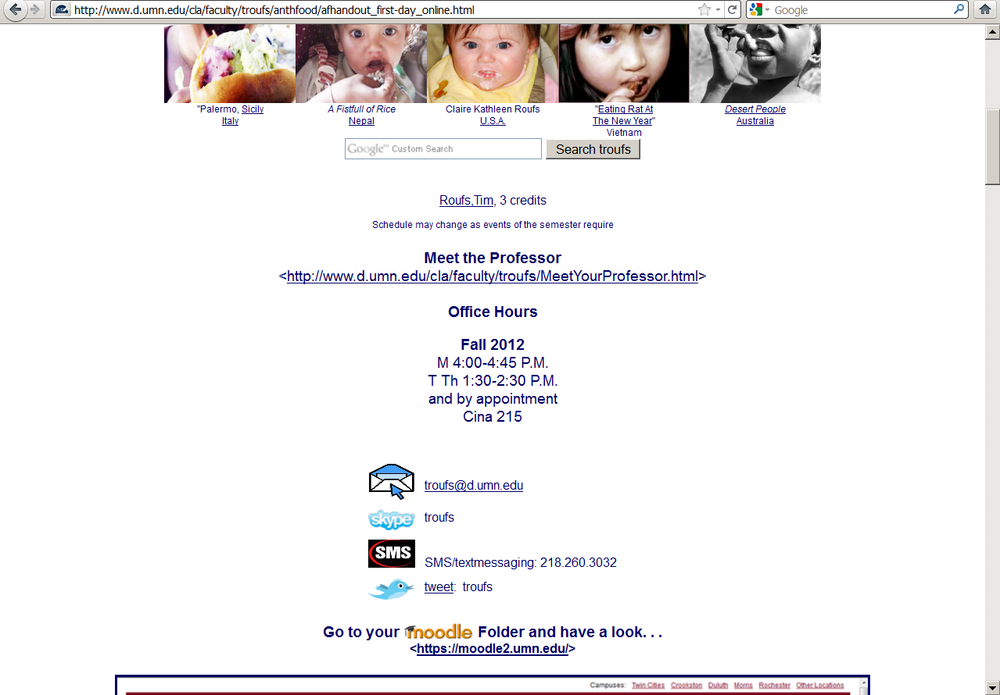 http://www.d.umn.edu/cla/faculty/troufs/anthfood/afhandout_first-day_online.html
Google
"Palermo, Sicily
Italy
A Fistfull of Rice
Nepal
Claire Kathleen Roufs
U.S.A.
"Eating Rat At
The New Year"
Vietnam
Desert People
Australia
Google™ Custom Search
Search troufs
Roufs,Tim, 3 credits
Schedule may change as events of the semester require
Meet the Professor
<http://www.d.umn.edu/cla/faculty/troufs/MeetYourProfessor.html>
Office Hours
Fall 2012
M 4:00-4:45 P.M.
T Th 1:30-2:30 P.M.
and by appointment
Cina 215
troufs@d.umn.edu
skype troufs
SMS SMS/textmessaging: 218.260.3032
tweet: troufs
Go to your moodle Folder and have a look. . .
<https://moodle2.umn.edu/>
Campuses: Twin Cities Crookston Duluth Morris Rochester Other Locations